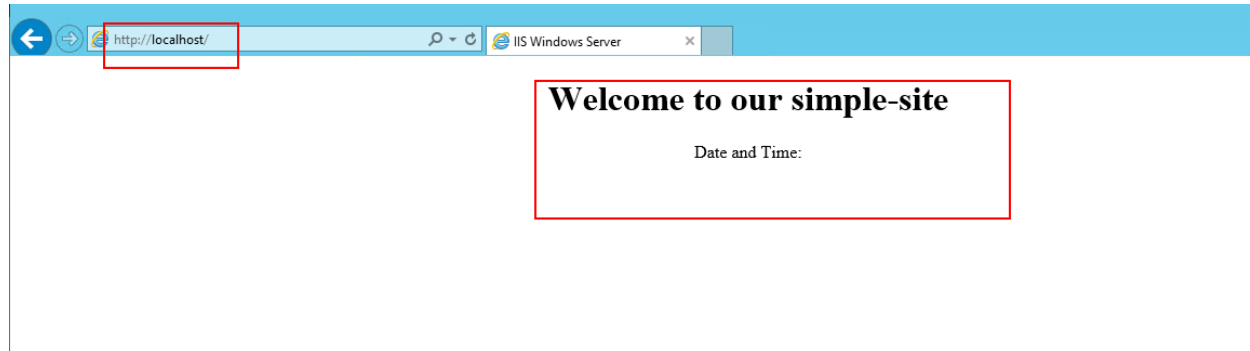 http://localhost/
IIS Windows Server
Welcome to our simple-site
Date and Time: